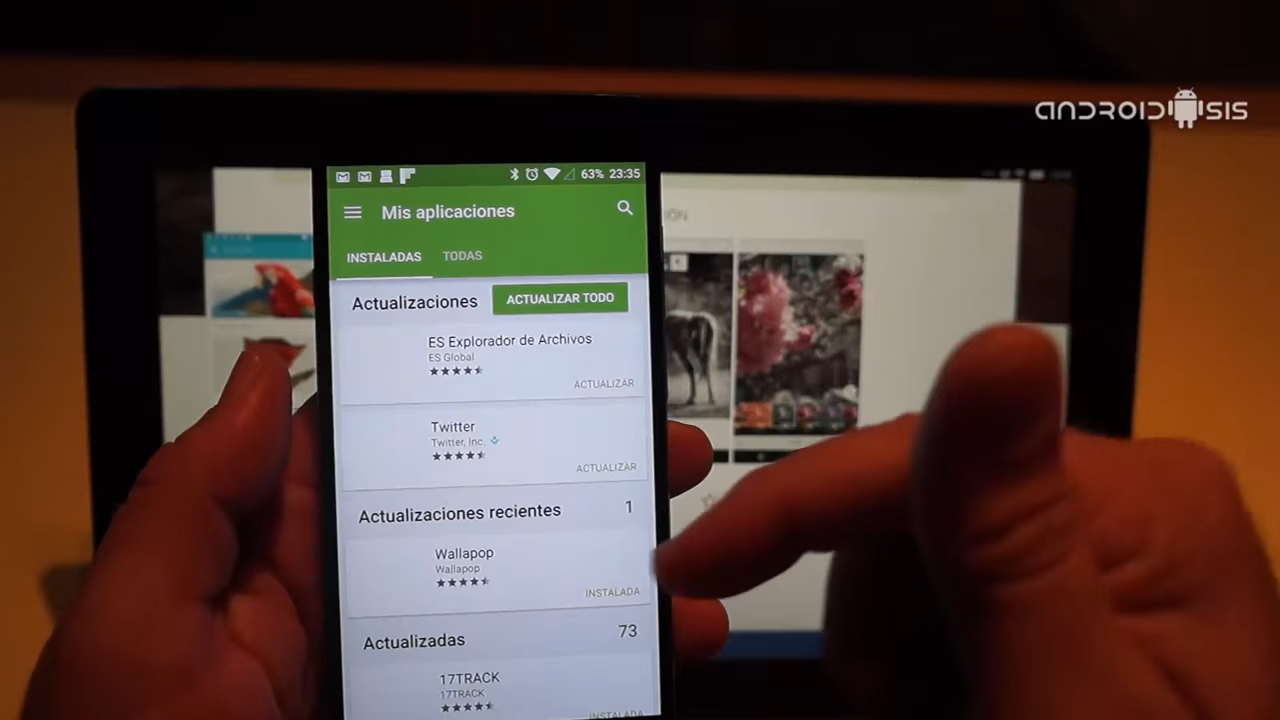 ANDROIDSIS
63% 23:35
Mis aplicaciones
INSTALADAS TODAS
Actualizaciones ACTUALIZAR TODO
ES Explorador de Archivos
ES Global
ACTUALIZAR
Twitter
Twitter, Inc.
ACTUALIZAR
Actualizaciones recientes 1
Wallapop
Wallapop
INSTALADA
Actualizadas 73
17TRACK
17TRACK
INSTALADA